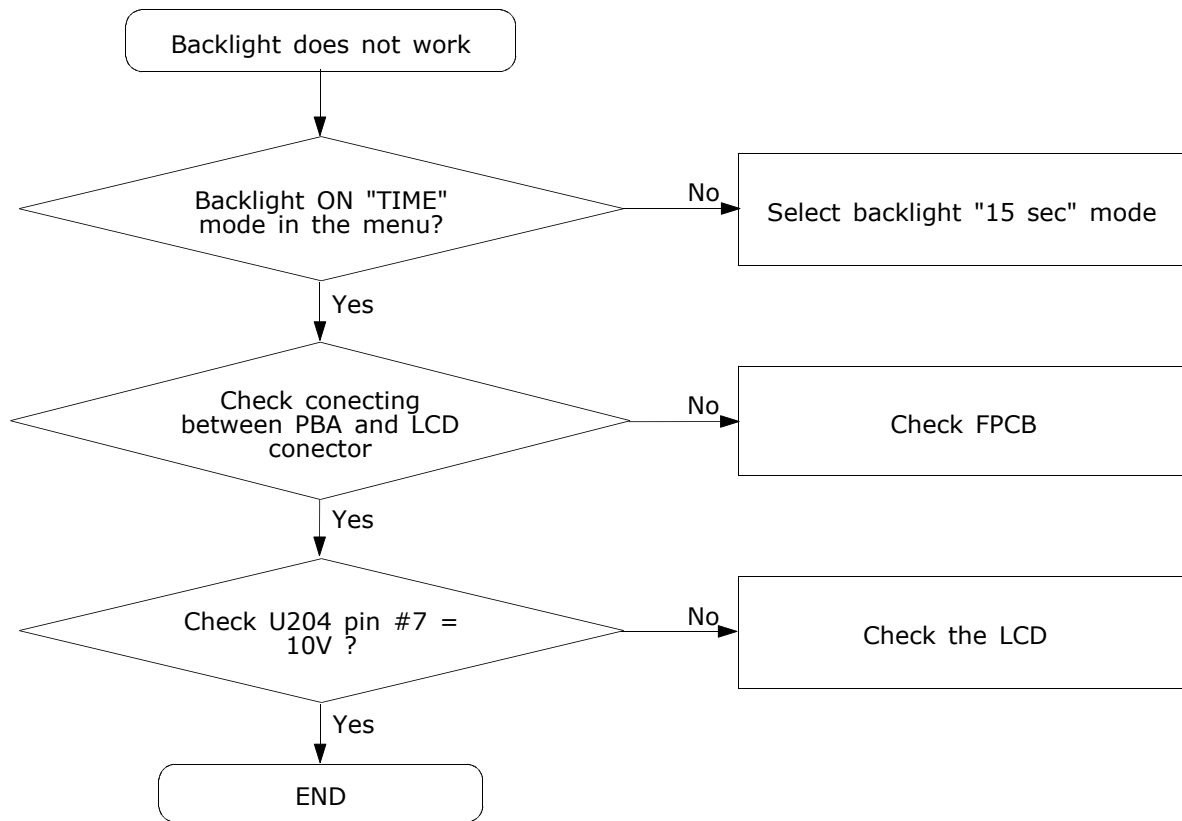 Backlight does not work
Backlight ON "TIME"
mode in the menu?
No
Select backlight "15 sec" mode
Yes
Check conecting
between PBA and LCD
conector
No
Check FPCB
Yes
Check U204 pin #7 =
10V ?
No
Check the LCD
Yes
END